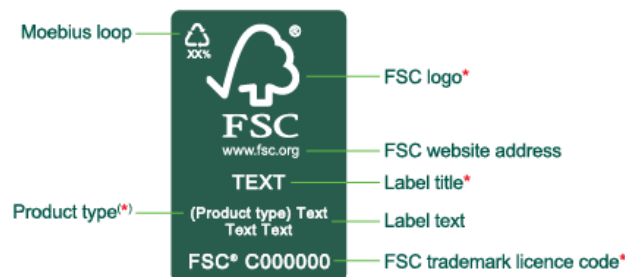 Moebius loop
XX%
®
FSC logo*
FSC
www.fsc.org
FSC website address
TEXT
Label title*
Product type(*)
(Product type) Text
Text Text
Label text
FSC® C000000
FSC trademark licence code*